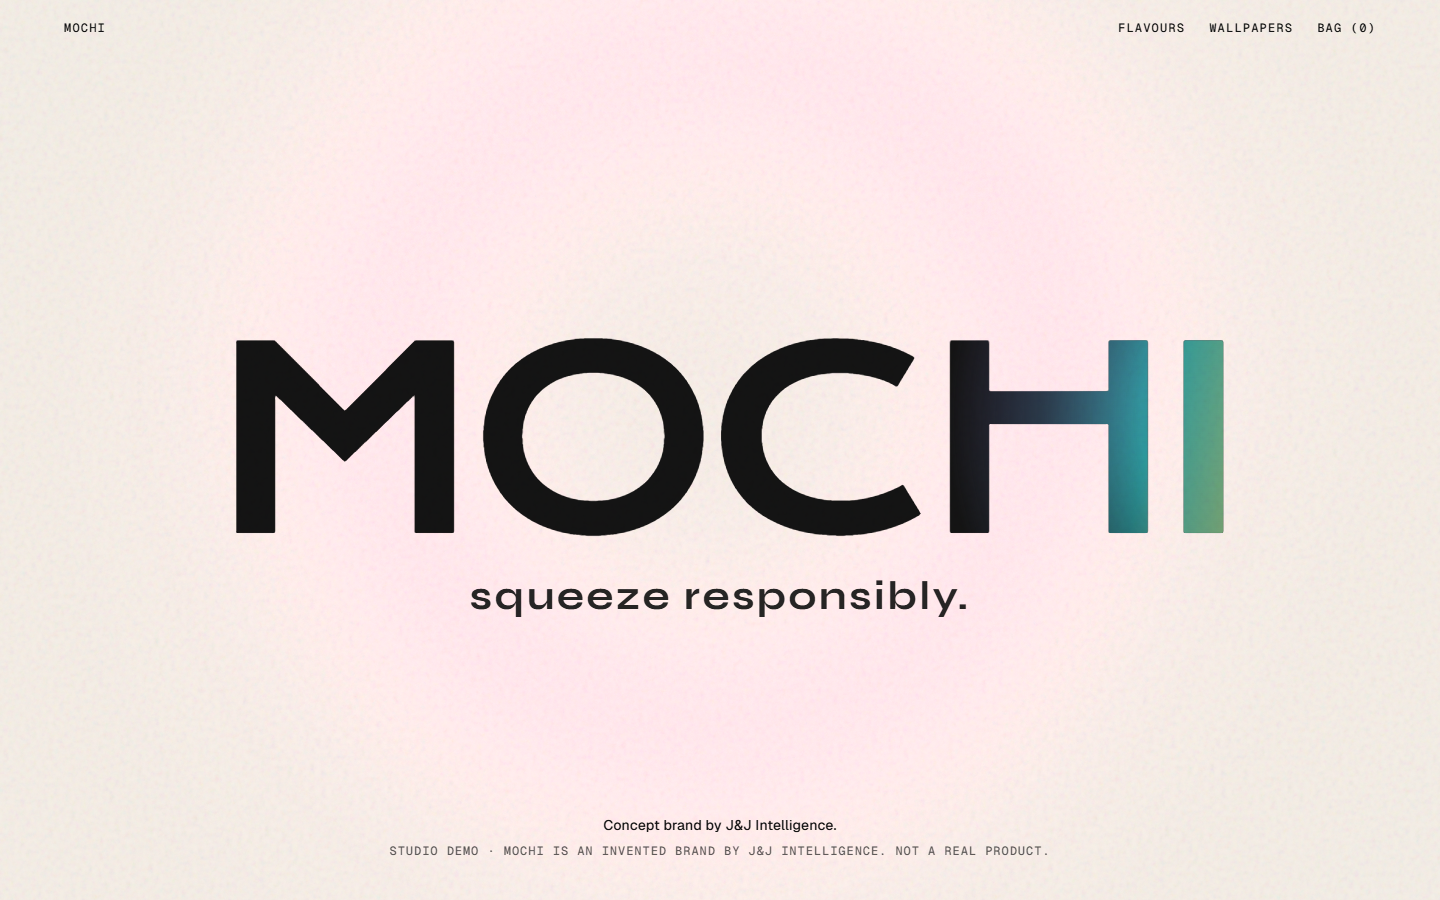 MOCHI
FLAVOURS WALLPAPERS BAG (0)
MOCHI
squeeze responsibly.
Concept brand by J&J Intelligence.
STUDIO DEMO · MOCHI IS AN INVENTED BRAND BY J&J INTELLIGENCE. NOT A REAL PRODUCT.